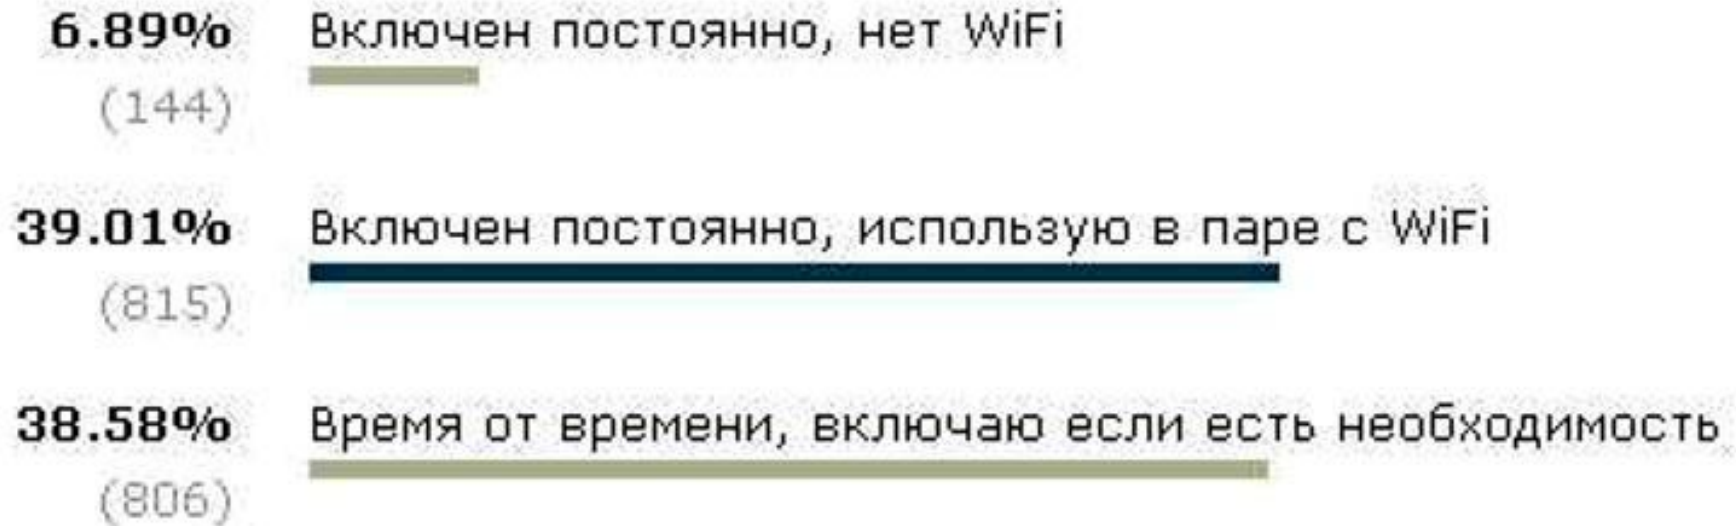 6.89% Включен постоянно, нет WiFi
(144)
39.01% Включен постоянно, использую в паре с WiFi
(815)
38.58% Время от времени, включаю если есть необходимость
(806)